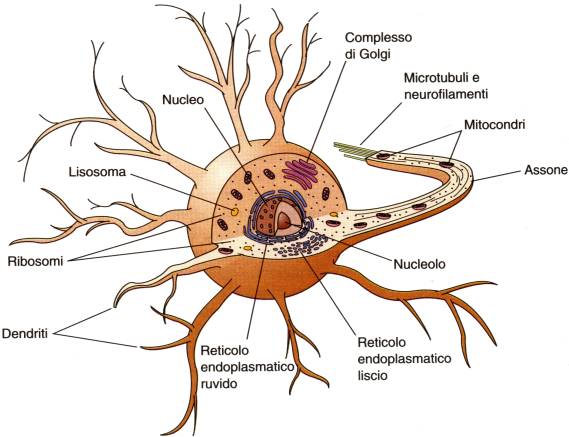 Complesso
di Golgi
Microtubuli e
neurofilamenti
Nucleo
Mitocondri
Lisosoma
Assone
Ribosomi
Nucleolo
Dendriti
Reticolo
endoplasmatico
ruvido
Reticolo
endoplasmatico
liscio